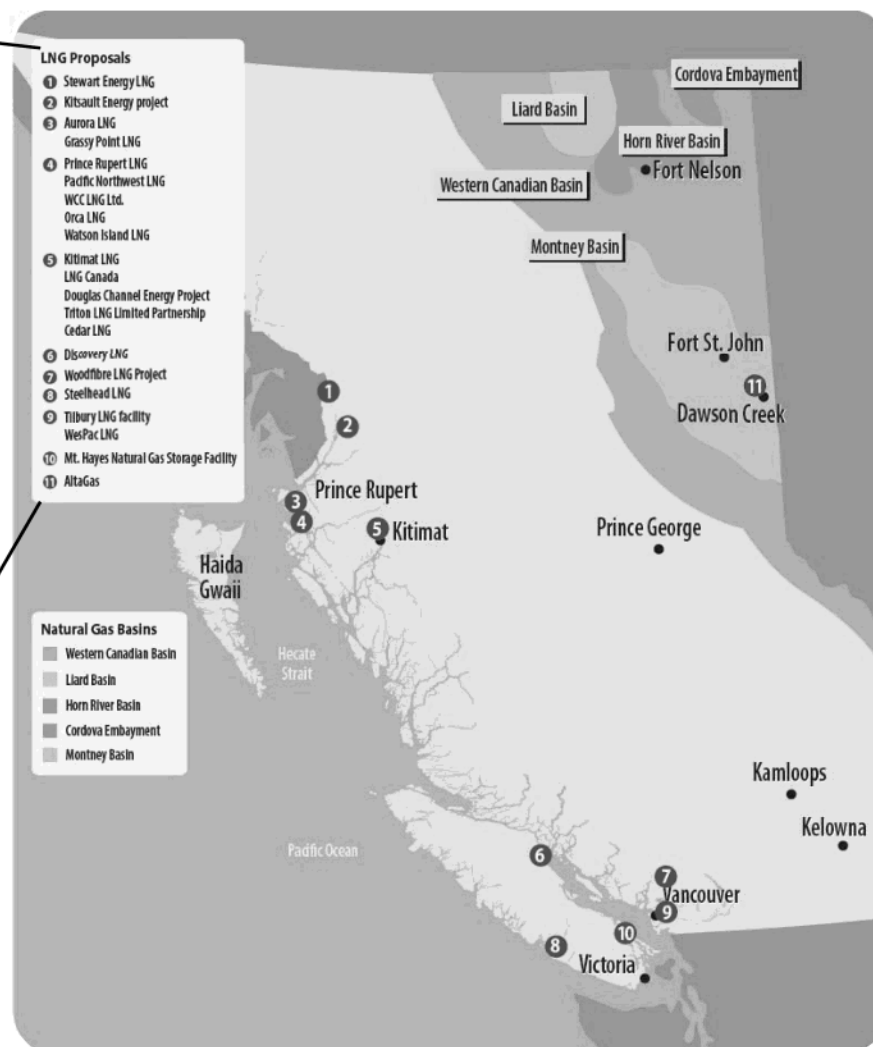 LNG Proposals
1 Stewart Energy LNG
2 Kitsault Energy project
3 Aurora LNG
Grassy Point LNG
4 Prince Rupert LNG
Pacific Northwest LNG
WCC LNG Ltd.
Orca LNG
Watson Island LNG
5 Kitimat LNG
LNG Canada
Douglas Channel Energy Project
Triton LNG Limited Partnership
Cedar LNG
6 Discovery LNG
7 Woodfibre LNG Project
8 Steelhead LNG
9 Tilbury LNG facility
WesPac LNG
10 Mt. Hayes Natural Gas Storage Facility
11 AltaGas
Cordova Embayment
Liard Basin
Horn River Basin
Fort Nelson
Western Canadian Basin
Montney Basin
Fort St. John
11
Dawson Creek
1
2
Prince Rupert
3
4
5
Kitimat
Prince George
Haida
Gwaii
Hecate
Strait
Natural Gas Basins
Western Canadian Basin
Liard Basin
Horn River Basin
Cordova Embayment
Montney Basin
Kamloops
Kelowna
Pacific Ocean
6
7
Vancouver
9
10
8
Victoria